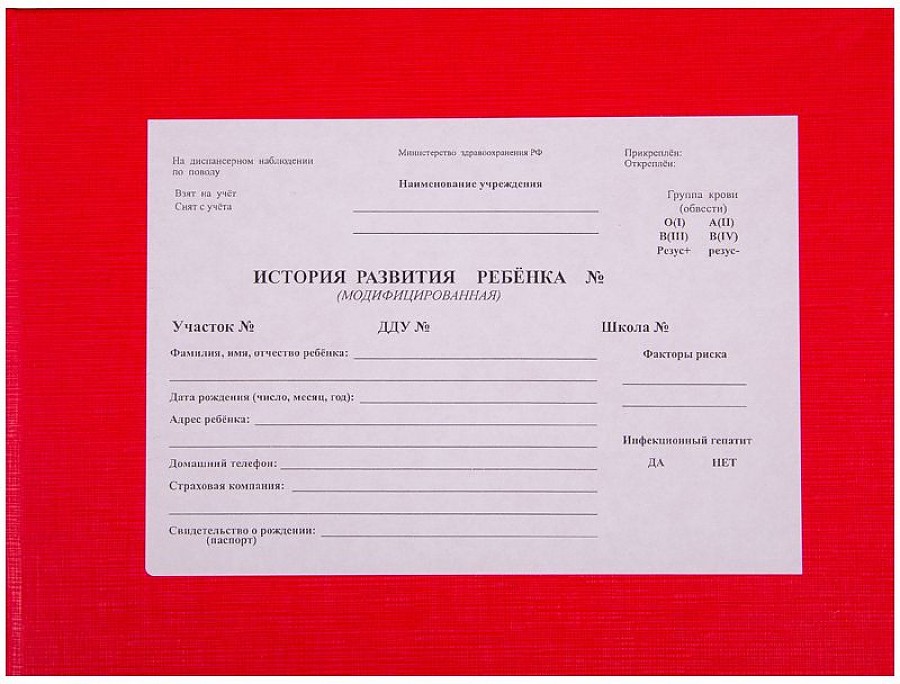 На диспансерном наблюдении
по поводу
Взят на учёт
Снят с учёта
Министерство здравоохранения РФ
Наименование учреждения
Прикреплён:
Откреплён:
Группа крови
(обвести)
O(I) A(II)
B(III) B(IV)
Резус+ резус-
ИСТОРИЯ РАЗВИТИЯ РЕБЁНКА №
(МОДИФИЦИРОВАННАЯ)
Участок № ДДУ № Школа №
Фамилия, имя, отчество ребёнка:
Дата рождения (число, месяц, год):
Адрес ребёнка:
Домашний телефон:
Страховая компания:
Свидетельство о рождении:
(паспорт)
Факторы риска
Инфекционный гепатит
ДА НЕТ